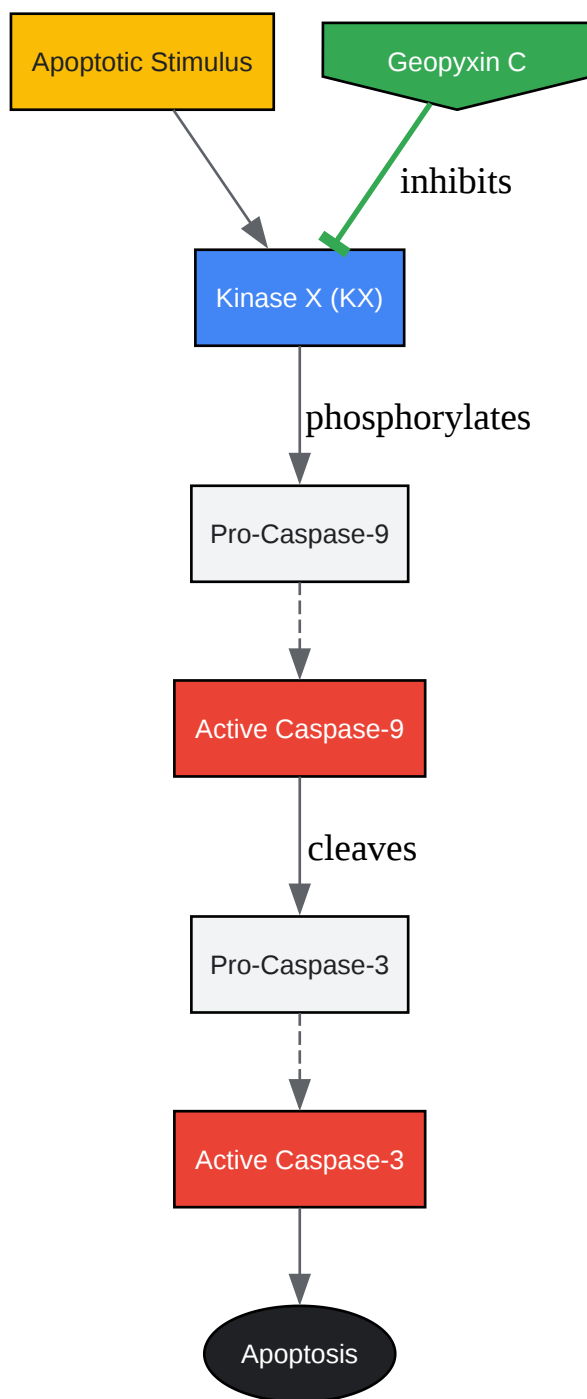 Apoptotic Stimulus
Geopyxin C
inhibits
Kinase X (KX)
phosphorylates
Pro-Caspase-9
Active Caspase-9
cleaves
Pro-Caspase-3
Active Caspase-3
Apoptosis